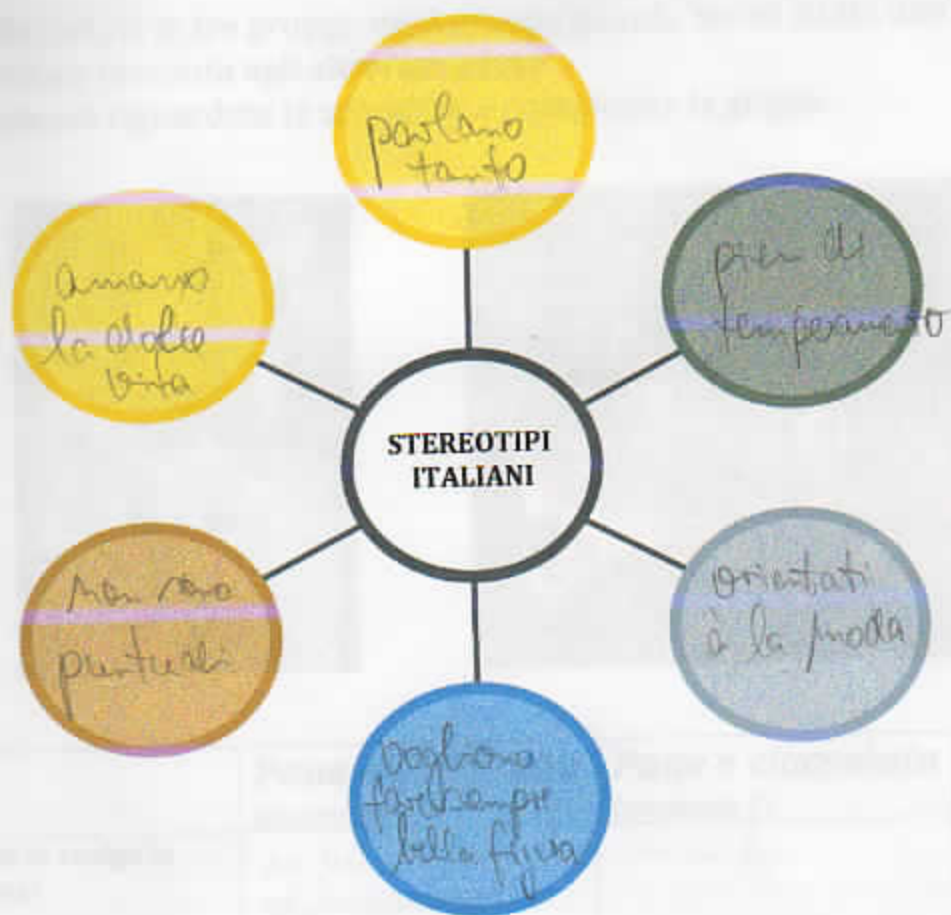 parlano
tanto
pien di
temperamento
amano
la dolce
vita
STEREOTIPI
ITALIANI
orientati
à la moda
non sono
puntuali
vogliono
fare sempre
bella figura